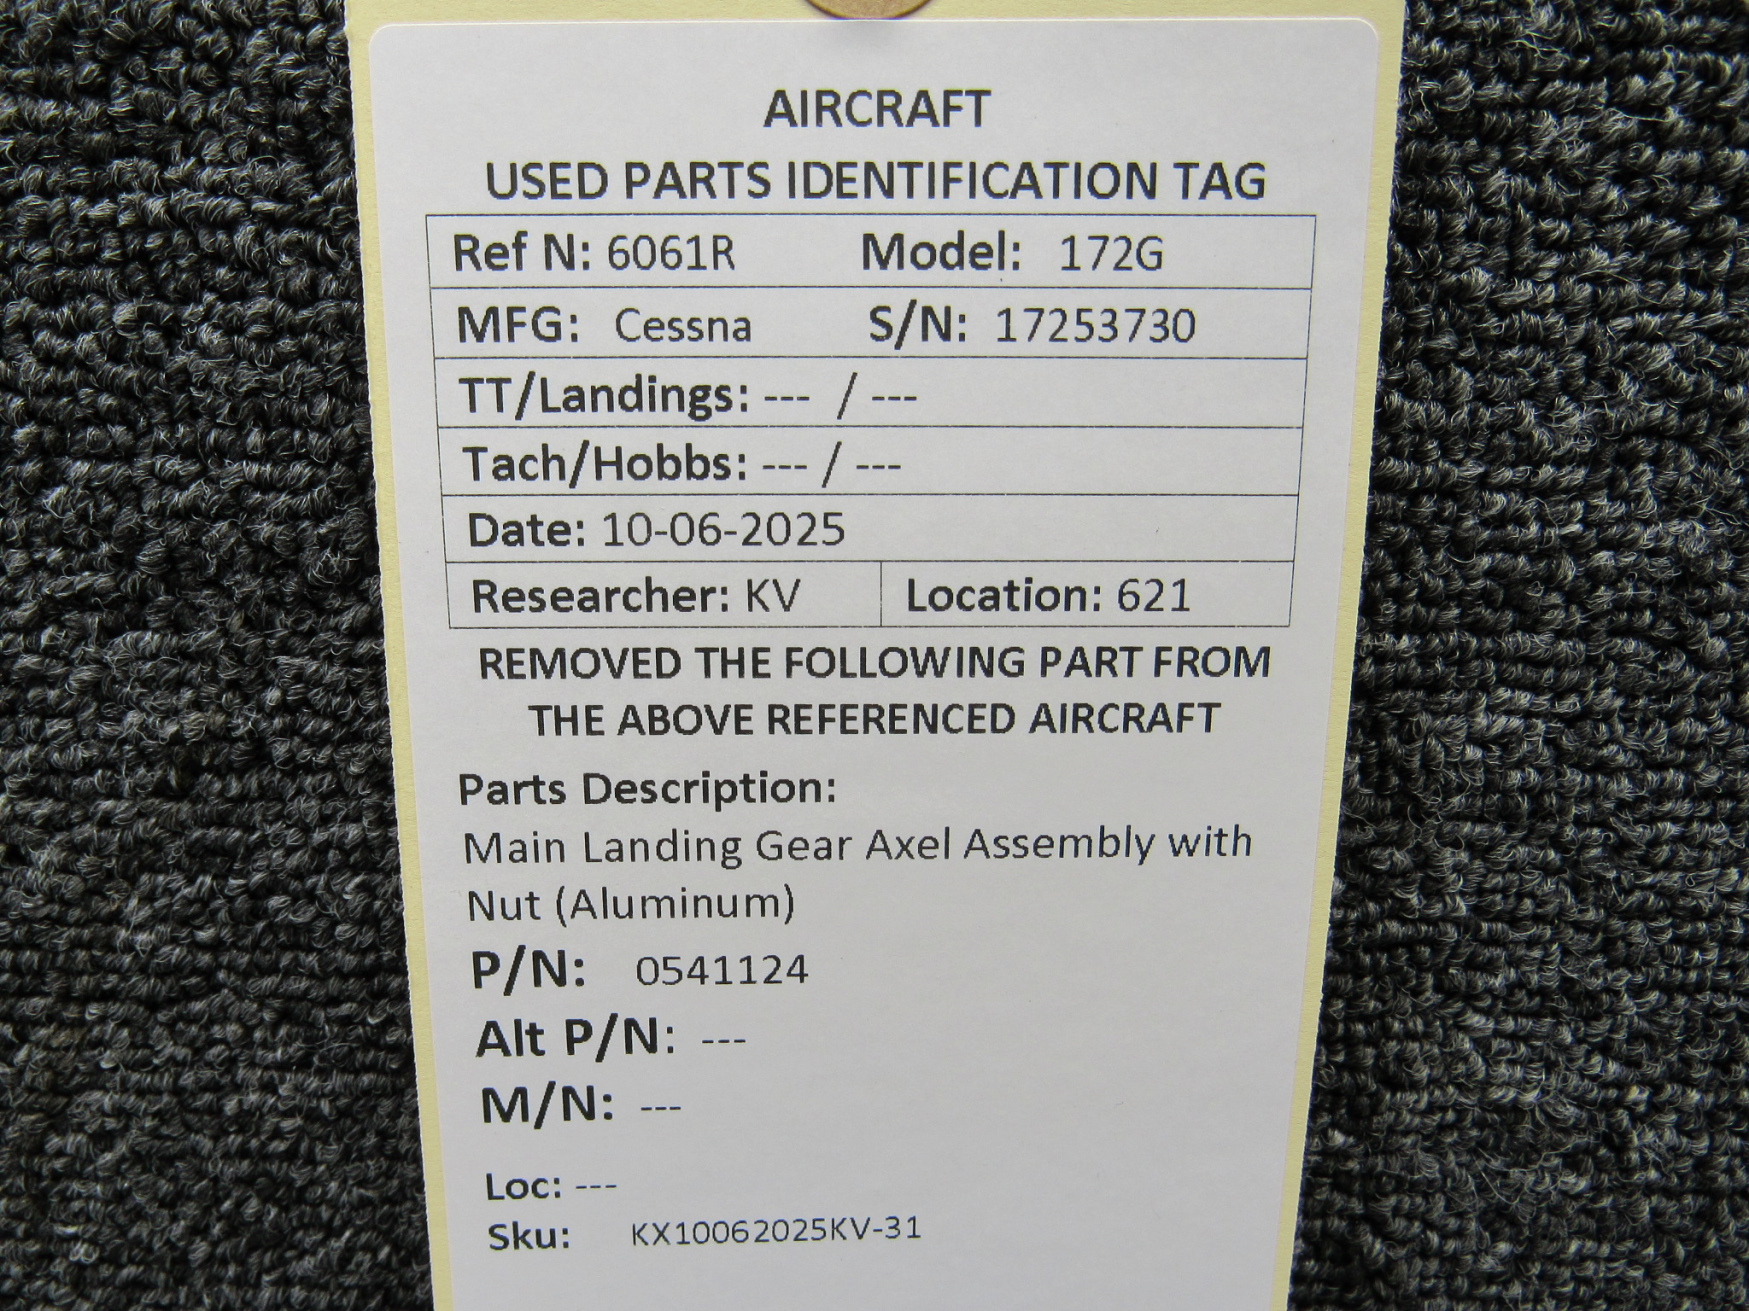 AIRCRAFT
USED PARTS IDENTIFICATION TAG
Ref N: 6061R Model: 172G
MFG: Cessna S/N: 17253730
TT/Landings: --- / ---
Tach/Hobbs: --- / ---
Date: 10-06-2025
Researcher: KV Location: 621
REMOVED THE FOLLOWING PART FROM
THE ABOVE REFERENCED AIRCRAFT
Parts Description:
Main Landing Gear Axel Assembly with
Nut (Aluminum)
P/N: 0541124
Alt P/N: ---
M/N: ---
Loc: ---
Sku: KX10062025KV-31